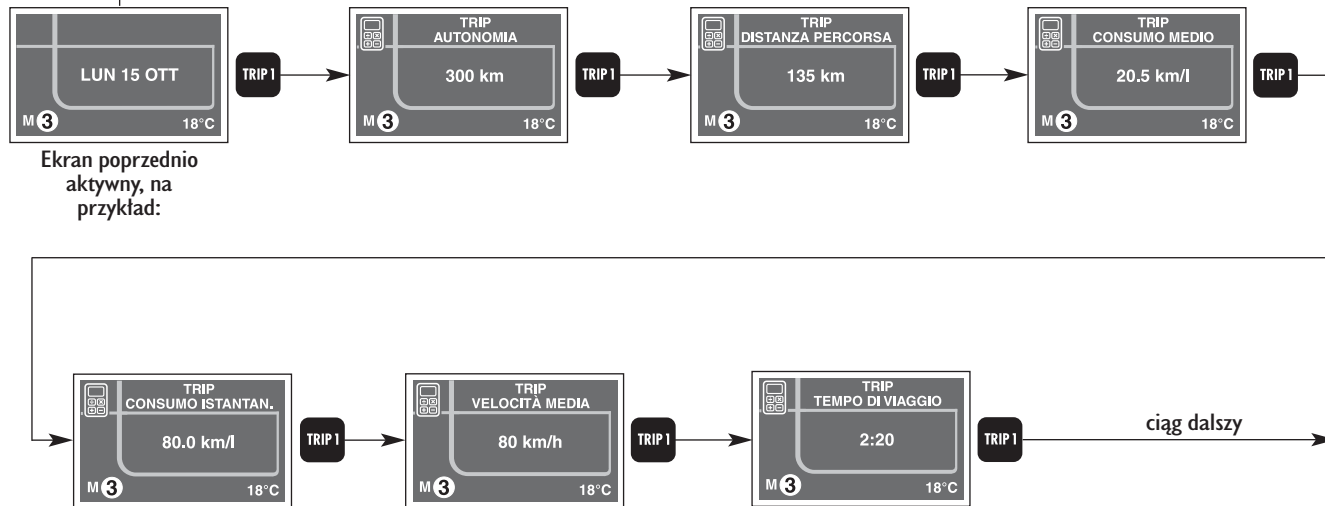 LUN 15 OTT
M 3 18°C
TRIP 1
TRIP
AUTONOMIA
300 km
M 3 18°C
TRIP 1
TRIP
DISTANZA PERCORSA
135 km
M 3 18°C
TRIP 1
TRIP
CONSUMO MEDIO
20.5 km/l
M 3 18°C
TRIP 1
Ekran poprzednio
aktywny, na
przykład:
TRIP
CONSUMO ISTANTAN.
80.0 km/l
M 3 18°C
TRIP 1
TRIP
VELOCITÀ MEDIA
80 km/h
M 3 18°C
TRIP 1
TRIP
TEMPO DI VIAGGIO
2:20
M 3 18°C
TRIP 1
ciąg dalszy